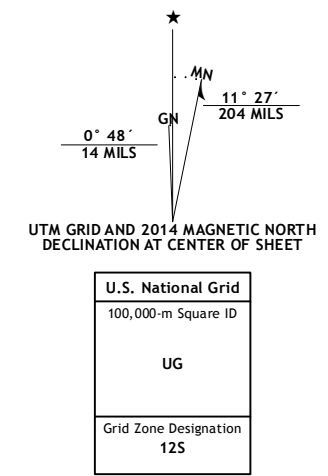 ★
MN
GN
11° 27´
204 MILS
0° 48´
14 MILS
UTM GRID AND 2014 MAGNETIC NORTH
DECLINATION AT CENTER OF SHEET
U.S. National Grid
100,000-m Square ID
UG
Grid Zone Designation
12S